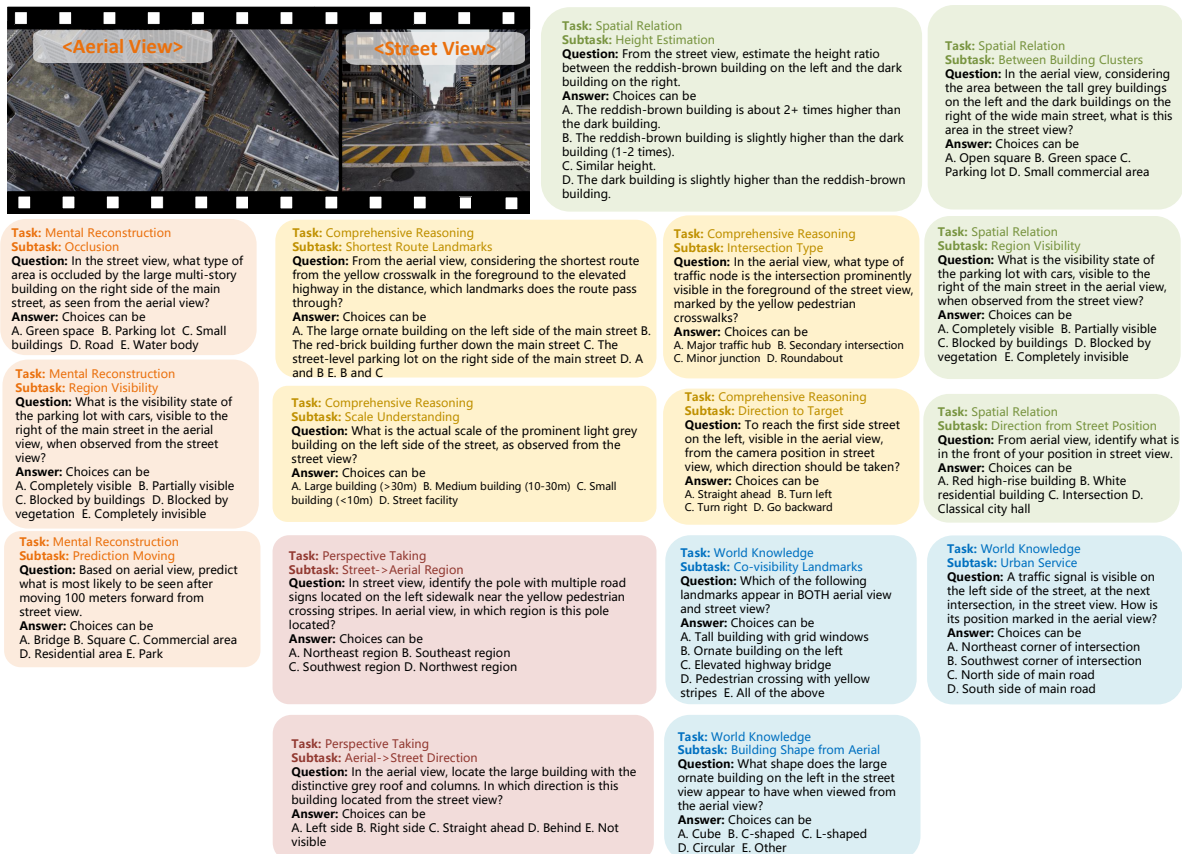 <Aerial View>
<Street View>
Task: Spatial Relation
Subtask: Height Estimation
Question: From the street view, estimate the height ratio
between the reddish-brown building on the left and the dark
building on the right.
Answer: Choices can be
A. The reddish-brown building is about 2+ times higher than
the dark building.
B. The reddish-brown building is slightly higher than the dark
building (1-2 times).
C. Similar height.
D. The dark building is slightly higher than the reddish-brown
building.
Task: Spatial Relation
Subtask: Between Building Clusters
Question: In the aerial view, considering
the area between the tall grey buildings
on the left and the dark buildings on the
right of the wide main street, what is this
area in the street view?
Answer: Choices can be
A. Open square B. Green space C.
Parking lot D. Small commercial area
Task: Mental Reconstruction
Subtask: Occlusion
Question: In the street view, what type of
area is occluded by the large multi-story
building on the right side of the main
street, as seen from the aerial view?
Answer: Choices can be
A. Green space B. Parking lot C. Small
buildings D. Road E. Water body
Task: Comprehensive Reasoning
Subtask: Shortest Route Landmarks
Question: From the aerial view, considering the shortest route
from the yellow crosswalk in the foreground to the elevated
highway in the distance, which landmarks does the route pass
through?
Answer: Choices can be
A. The large ornate building on the left side of the main street B.
The red-brick building further down the main street C. The
street-level parking lot on the right side of the main street D. A
and B E. B and C
Task: Comprehensive Reasoning
Subtask: Intersection Type
Question: In the aerial view, what type of
traffic node is the intersection prominently
visible in the foreground of the street view,
marked by the yellow pedestrian
crosswalks?
Answer: Choices can be
A. Major traffic hub B. Secondary intersection
C. Minor junction D. Roundabout
Task: Spatial Relation
Subtask: Region Visibility
Question: What is the visibility state of
the parking lot with cars, visible to the
right of the main street in the aerial view,
when observed from the street view?
Answer: Choices can be
A. Completely visible B. Partially visible
C. Blocked by buildings D. Blocked by
vegetation E. Completely invisible
Task: Mental Reconstruction
Subtask: Region Visibility
Question: What is the visibility state of
the parking lot with cars, visible to the
right of the main street in the aerial
view, when observed from the street
view?
Answer: Choices can be
A. Completely visible B. Partially visible
C. Blocked by buildings D. Blocked by
vegetation E. Completely invisible
Task: Comprehensive Reasoning
Subtask: Scale Understanding
Question: What is the actual scale of the prominent light grey
building on the left side of the street, as observed from the
street view?
Answer: Choices can be
A. Large building (>30m) B. Medium building (10-30m) C. Small
building (<10m) D. Street facility
Task: Comprehensive Reasoning
Subtask: Direction to Target
Question: To reach the first side street
on the left, visible in the aerial view,
from the camera position in street
view, which direction should be taken?
Answer: Choices can be
A. Straight ahead B. Turn left
C. Turn right D. Go backward
Task: Spatial Relation
Subtask: Direction from Street Position
Question: From aerial view, identify what is
in the front of your position in street view.
Answer: Choices can be
A. Red high-rise building B. White
residential building C. Intersection D.
Classical city hall
Task: Mental Reconstruction
Subtask: Prediction Moving
Question: Based on aerial view, predict
what is most likely to be seen after
moving 100 meters forward from
street view.
Answer: Choices can be
A. Bridge B. Square C. Commercial area
D. Residential area E. Park
Task: Perspective Taking
Subtask: Street->Aerial Region
Question: In street view, identify the pole with multiple road
signs located on the left sidewalk near the yellow pedestrian
crossing stripes. In aerial view, in which region is this pole
located?
Answer: Choices can be
A. Northeast region B. Southeast region
C. Southwest region D. Northwest region
Task: World Knowledge
Subtask: Co-visibility Landmarks
Question: Which of the following
landmarks appear in BOTH aerial view
and street view?
Answer: Choices can be
A. Tall building with grid windows
B. Ornate building on the left
C. Elevated highway bridge
D. Pedestrian crossing with yellow
stripes E. All of the above
Task: World Knowledge
Subtask: Urban Service
Question: A traffic signal is visible on
the left side of the street, at the next
intersection, in the street view. How is
its position marked in the aerial view?
Answer: Choices can be
A. Northeast corner of intersection
B. Southwest corner of intersection
C. North side of main road
D. South side of main road
Task: Perspective Taking
Subtask: Aerial->Street Direction
Question: In the aerial view, locate the large building with the
distinctive grey roof and columns. In which direction is this
building located from the street view?
Answer: Choices can be
A. Left side B. Right side C. Straight ahead D. Behind E. Not
visible
Task: World Knowledge
Subtask: Building Shape from Aerial
Question: What shape does the large
ornate building on the left in the street
view appear to have when viewed from
the aerial view?
Answer: Choices can be
A. Cube B. C-shaped C. L-shaped
D. Circular E. Other